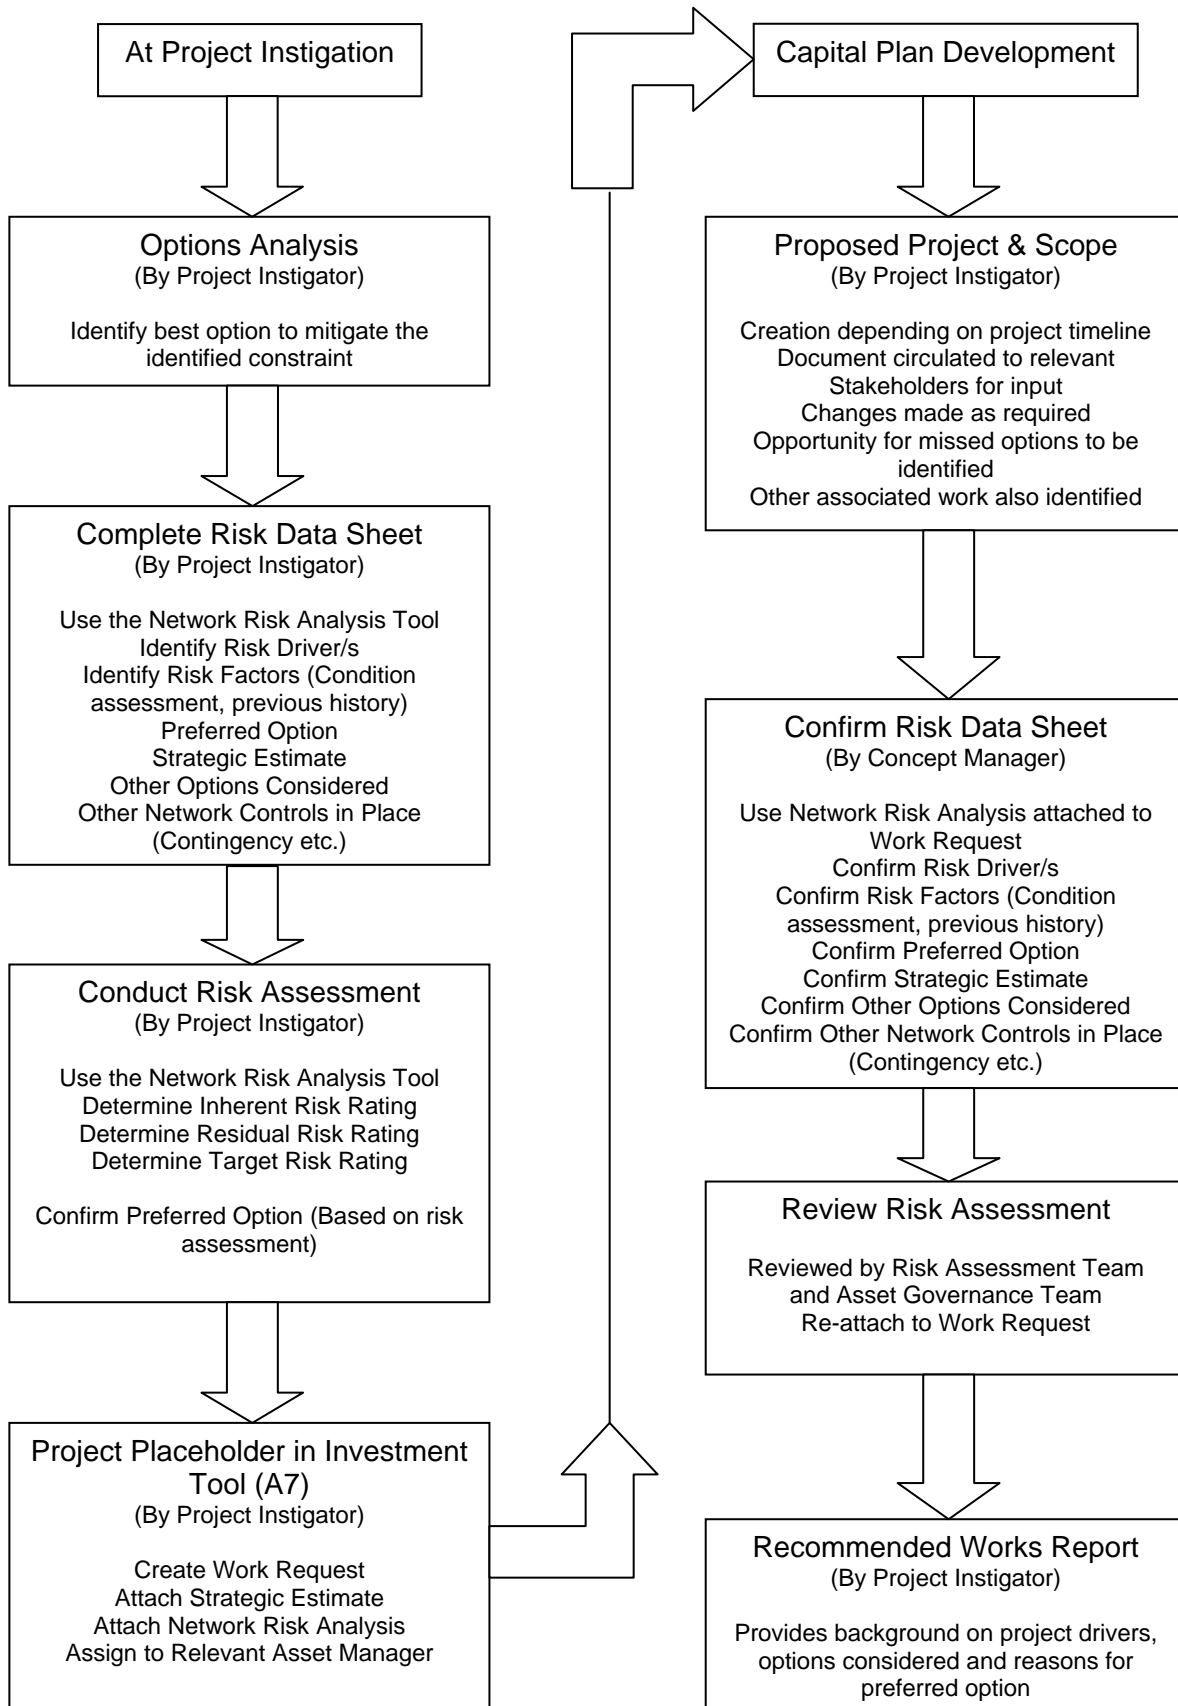 At Project Instigation
Options Analysis
(By Project Instigator)
Identify best option to mitigate the
identified constraint
Complete Risk Data Sheet
(By Project Instigator)
Use the Network Risk Analysis Tool
Identify Risk Driver/s
Identify Risk Factors (Condition
assessment, previous history)
Preferred Option
Strategic Estimate
Other Options Considered
Other Network Controls in Place
(Contingency etc.)
Conduct Risk Assessment
(By Project Instigator)
Use the Network Risk Analysis Tool
Determine Inherent Risk Rating
Determine Residual Risk Rating
Determine Target Risk Rating
Confirm Preferred Option (Based on risk
assessment)
Project Placeholder in Investment
Tool (A7)
(By Project Instigator)
Create Work Request
Attach Strategic Estimate
Attach Network Risk Analysis
Assign to Relevant Asset Manager
Capital Plan Development
Proposed Project & Scope
(By Project Instigator)
Creation depending on project timeline
Document circulated to relevant
Stakeholders for input
Changes made as required
Opportunity for missed options to be
identified
Other associated work also identified
Confirm Risk Data Sheet
(By Concept Manager)
Use Network Risk Analysis attached to
Work Request
Confirm Risk Driver/s
Confirm Risk Factors (Condition
assessment, previous history)
Confirm Preferred Option
Confirm Strategic Estimate
Confirm Other Options Considered
Confirm Other Network Controls in Place
(Contingency etc.)
Review Risk Assessment
Reviewed by Risk Assessment Team
and Asset Governance Team
Re-attach to Work Request
Recommended Works Report
(By Project Instigator)
Provides background on project drivers,
options considered and reasons for
preferred option